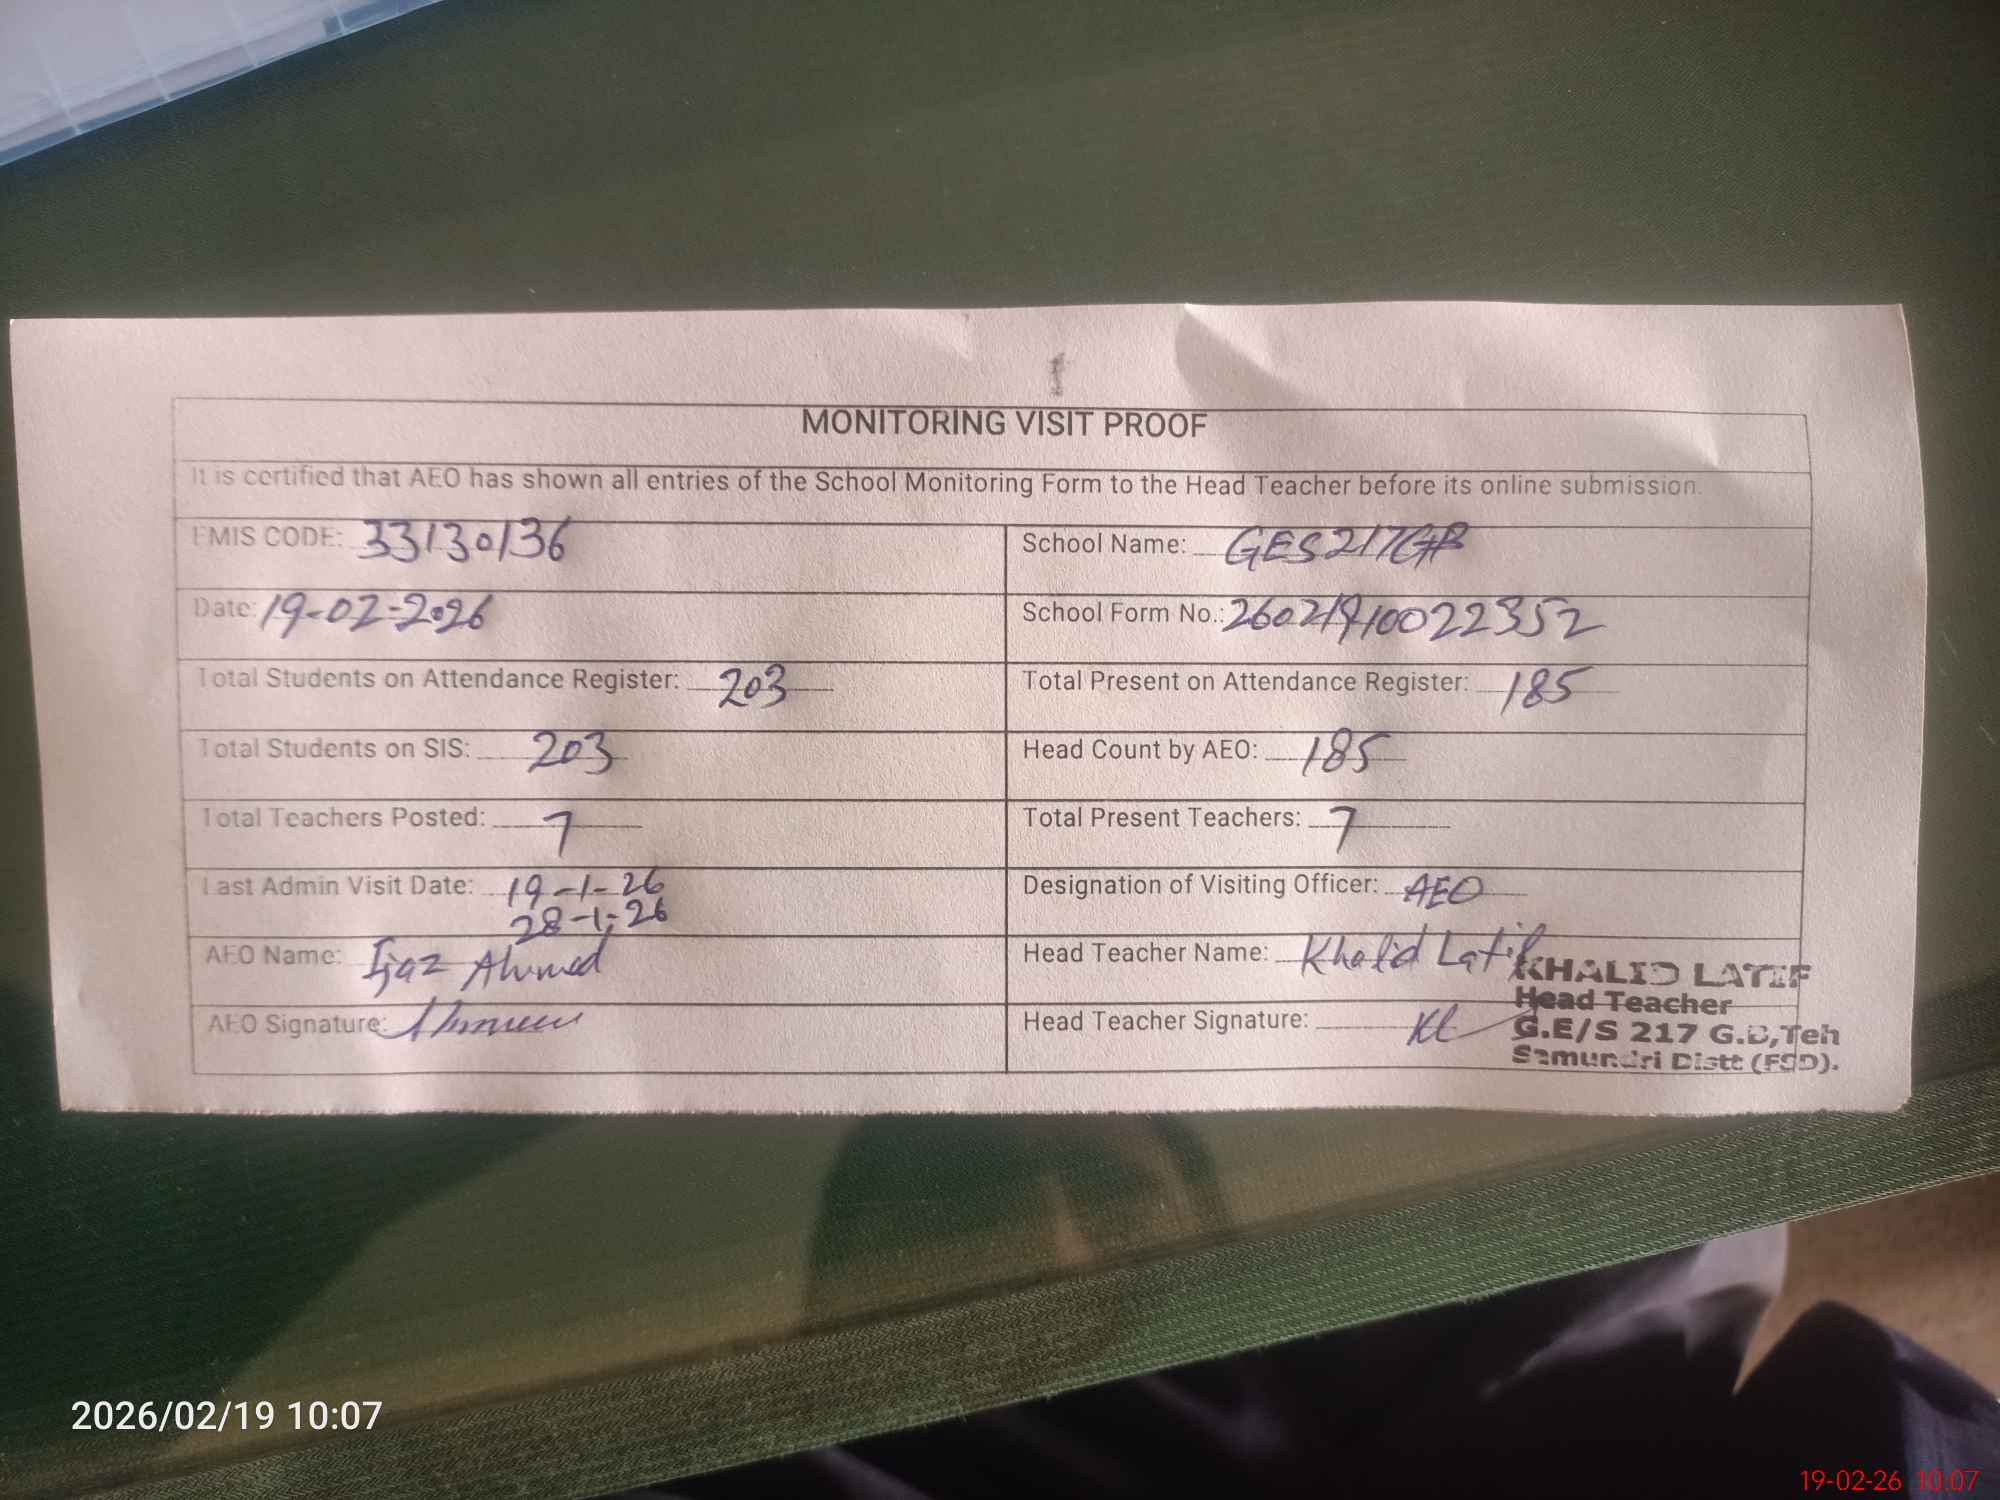 MONITORING VISIT PROOF
It is certified that AEO has shown all entries of the School Monitoring Form to the Head Teacher before its online submission.
EMIS CODE: 33130136
School Name: GES 217 GB
Date: 19-02-2026
School Form No.: 26021910022352
Total Students on Attendance Register: 203
Total Present on Attendance Register: 185
Total Students on SIS: 203
Head Count by AEO: 185
Total Teachers Posted: 7
Total Present Teachers: 7
Last Admin Visit Date: 19-1-26
28-1-26
Designation of Visiting Officer: AEO
AEO Name: Ijaz Ahmed
Head Teacher Name: Khalid Latif
AEO Signature:
Head Teacher Signature: KL
KHALID LATIF
Head Teacher
G.E/S 217 G.B,Teh
Samundri Distt (FSD).
2026/02/19 10:07
19-02-26 10:07